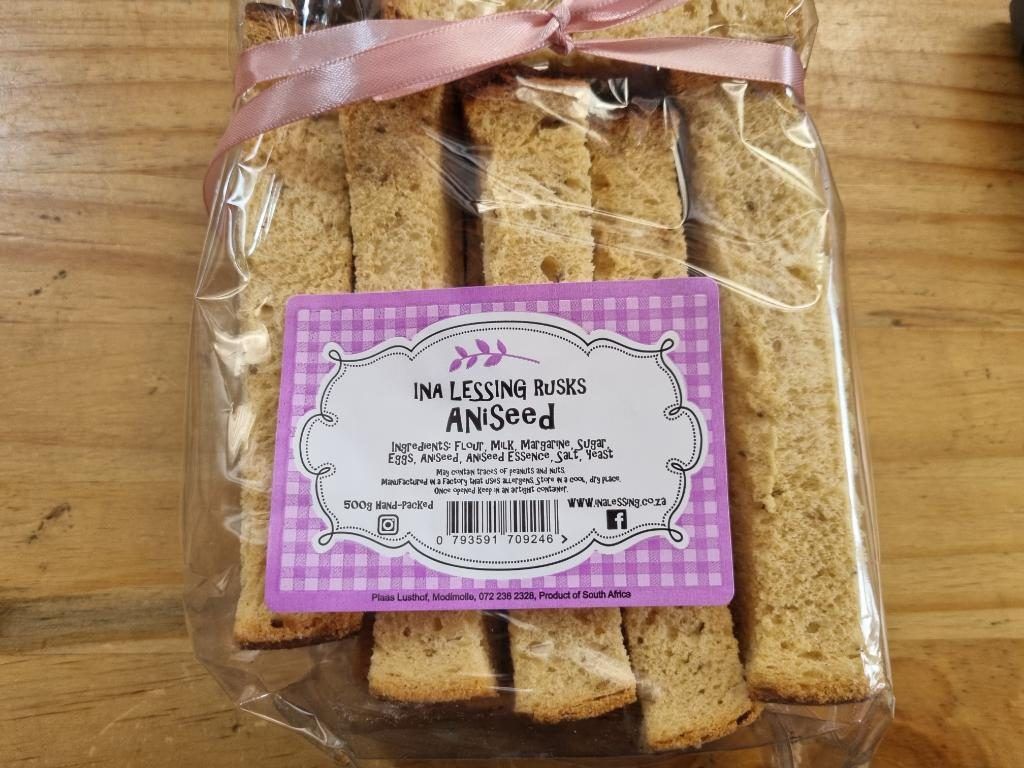 INA LESSING RUSKS
ANiSeed
Ingredients: Flour, Milk, Margarine, Sugar,
Eggs, Aniseed, Aniseed Essence, Salt, Yeast
May contain traces of peanuts and nuts.
Manufactured in a factory that uses allergens. Store in a cool, dry place.
Once opened keep in an airtight container.
500g Hand-Packed
www.inalessing.co.za
0 793591 709246 >
Plaas Lusthof, Modimolle, 072 236 2328, Product of South Africa